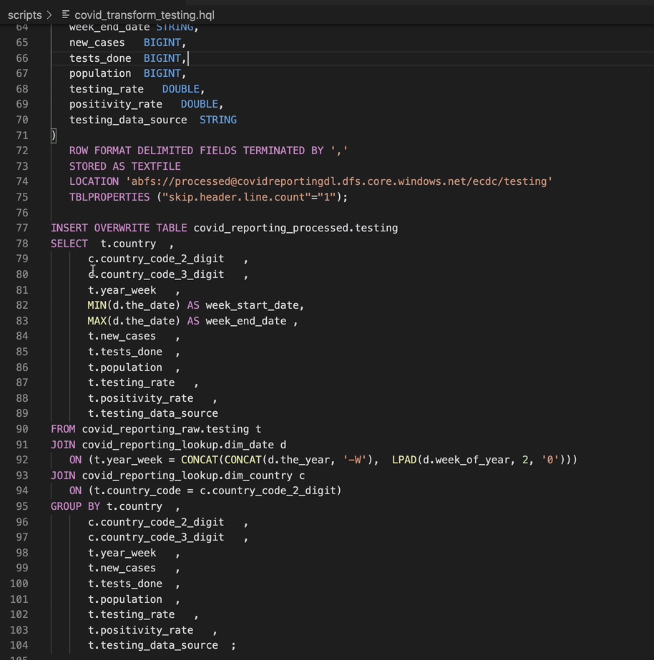 scripts > covid_transform_testing.hql
64 week_end_date STRING,
65 new_cases BIGINT,
66 tests_done BIGINT,
67 population BIGINT,
68 testing_rate DOUBLE,
69 positivity_rate DOUBLE,
70 testing_data_source STRING
71 )
72 ROW FORMAT DELIMITED FIELDS TERMINATED BY ','
73 STORED AS TEXTFILE
74 LOCATION 'abfs://processed@covidreportingdl.dfs.core.windows.net/ecdc/testing'
75 TBLPROPERTIES ("skip.header.line.count"="1");
76
77 INSERT OVERWRITE TABLE covid_reporting_processed.testing
78 SELECT t.country ,
79 c.country_code_2_digit ,
80 c.country_code_3_digit ,
81 t.year_week ,
82 MIN(d.the_date) AS week_start_date,
83 MAX(d.the_date) AS week_end_date ,
84 t.new_cases ,
85 t.tests_done ,
86 t.population ,
87 t.testing_rate ,
88 t.positivity_rate ,
89 t.testing_data_source
90 FROM covid_reporting_raw.testing t
91 JOIN covid_reporting_lookup.dim_date d
92 ON (t.year_week = CONCAT(CONCAT(d.the_year, '-W'), LPAD(d.week_of_year, 2, '0')))
93 JOIN covid_reporting_lookup.dim_country c
94 ON (t.country_code = c.country_code_2_digit)
95 GROUP BY t.country ,
96 c.country_code_2_digit ,
97 c.country_code_3_digit ,
98 t.year_week ,
99 t.new_cases ,
100 t.tests_done ,
101 t.population ,
102 t.testing_rate ,
103 t.positivity_rate ,
104 t.testing_data_source ;
105